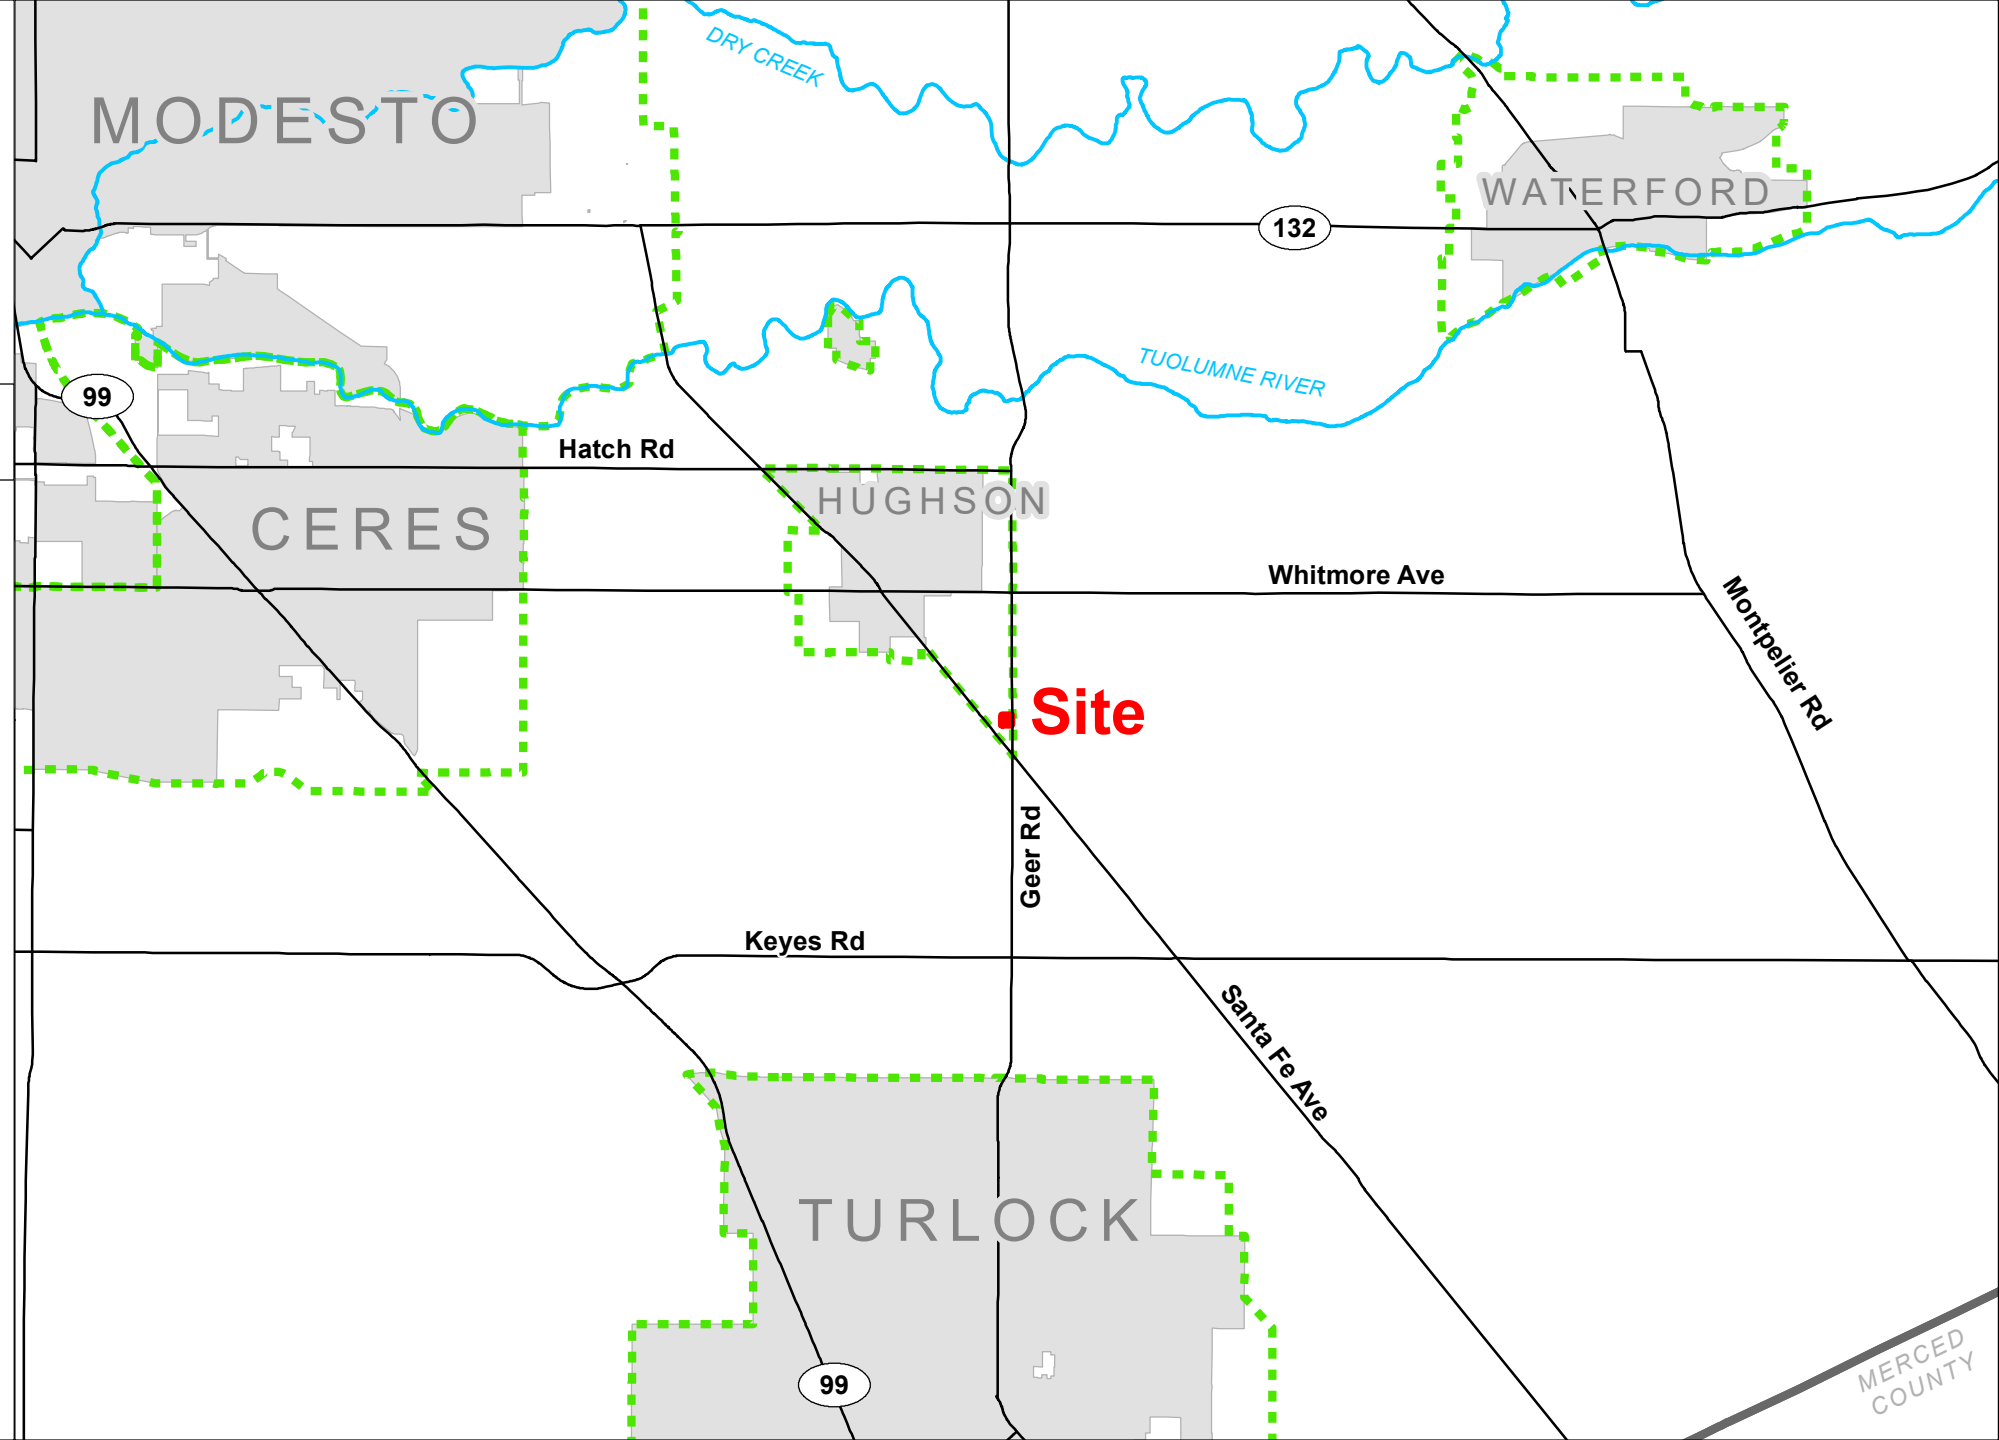 DRY CREEK
MODESTO
WATERFORD
132
TUOLUMNE RIVER
99
Hatch Rd
HUGHSON
CERES
Whitmore Ave
Montpelier Rd
Site
Geer Rd
Keyes Rd
Santa Fe Ave
TURLOCK
MERCED
COUNTY
99